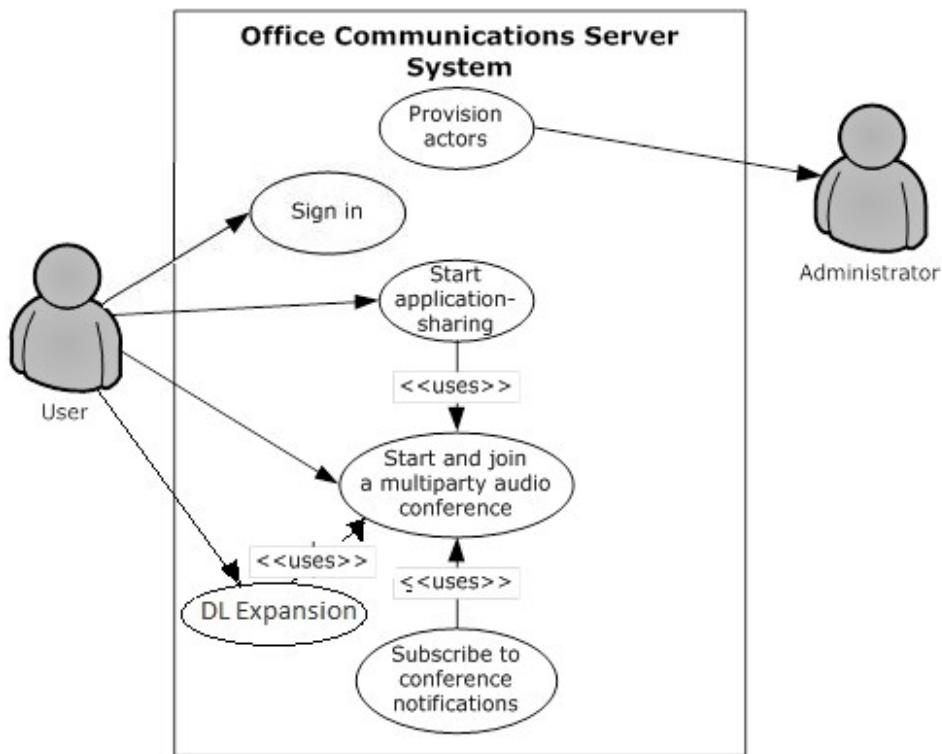 Office Communications Server
System
Provision
actors
Sign in
Administrator
Start
application-
sharing
<<uses>>
User
Start and join
a multiparty audio
conference
<<uses>>
<<uses>>
DL Expansion
Subscribe to
conference
notifications